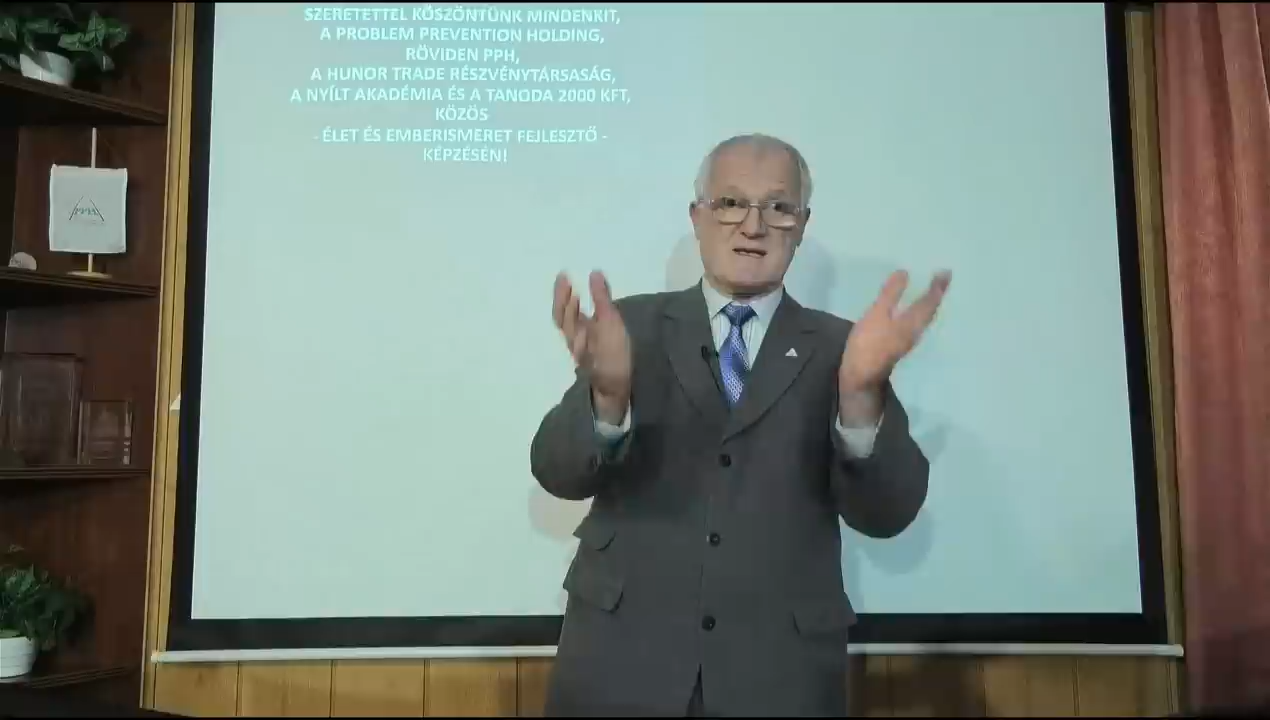 SZERETETTEL KÖSZÖNTÜNK MINDENKIT,
A PROBLEM PREVENTION HOLDING,
RÖVIDEN PPH,
A HUNOR TRADE RÉSZVÉNYTÁRSASÁG,
A NYÍLT AKADÉMIA ÉS A TANODA 2000 KFT,
KÖZÖS
- ÉLET ÉS EMBERISMERET FEJLESZTŐ -
KÉPZÉSÉN!